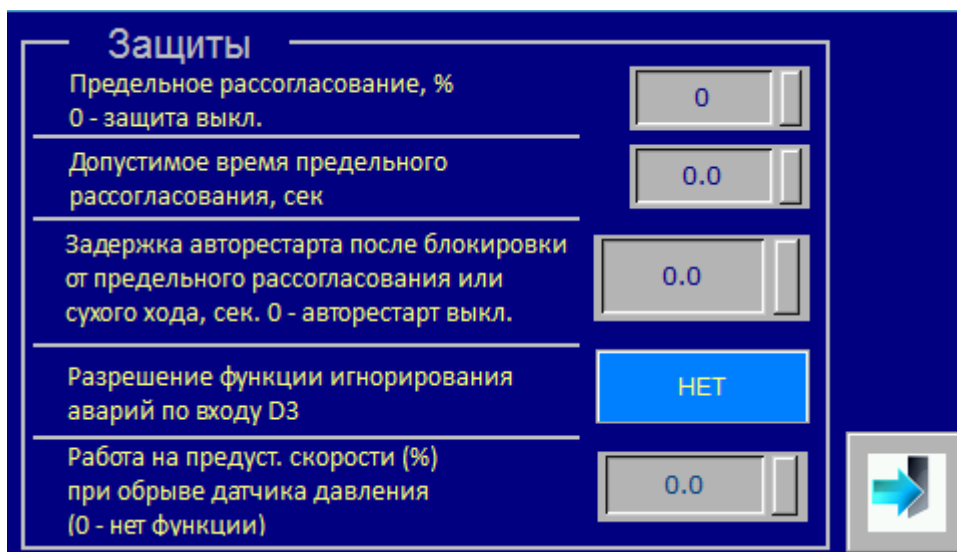 Защиты
Предельное рассогласование, %
0 - защита выкл.
0
Допустимое время предельного
рассогласования, сек
0.0
Задержка авторестарта после блокировки
от предельного рассогласования или
сухого хода, сек. 0 - авторестарт выкл.
0.0
Разрешение функции игнорирования
аварий по входу D3
НЕТ
Работа на предуст. скорости (%)
при обрыве датчика давления
(0 - нет функции)
0.0